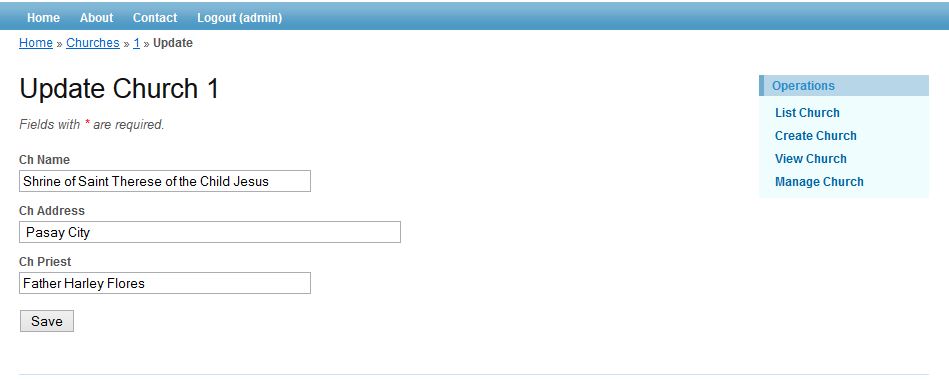 Home About Contact Logout (admin)
Home » Churches » 1 » Update
Update Church 1
Fields with * are required.
Ch Name
Shrine of Saint Therese of the Child Jesus
Ch Address
Pasay City
Ch Priest
Father Harley Flores
Save
Operations
List Church
Create Church
View Church
Manage Church